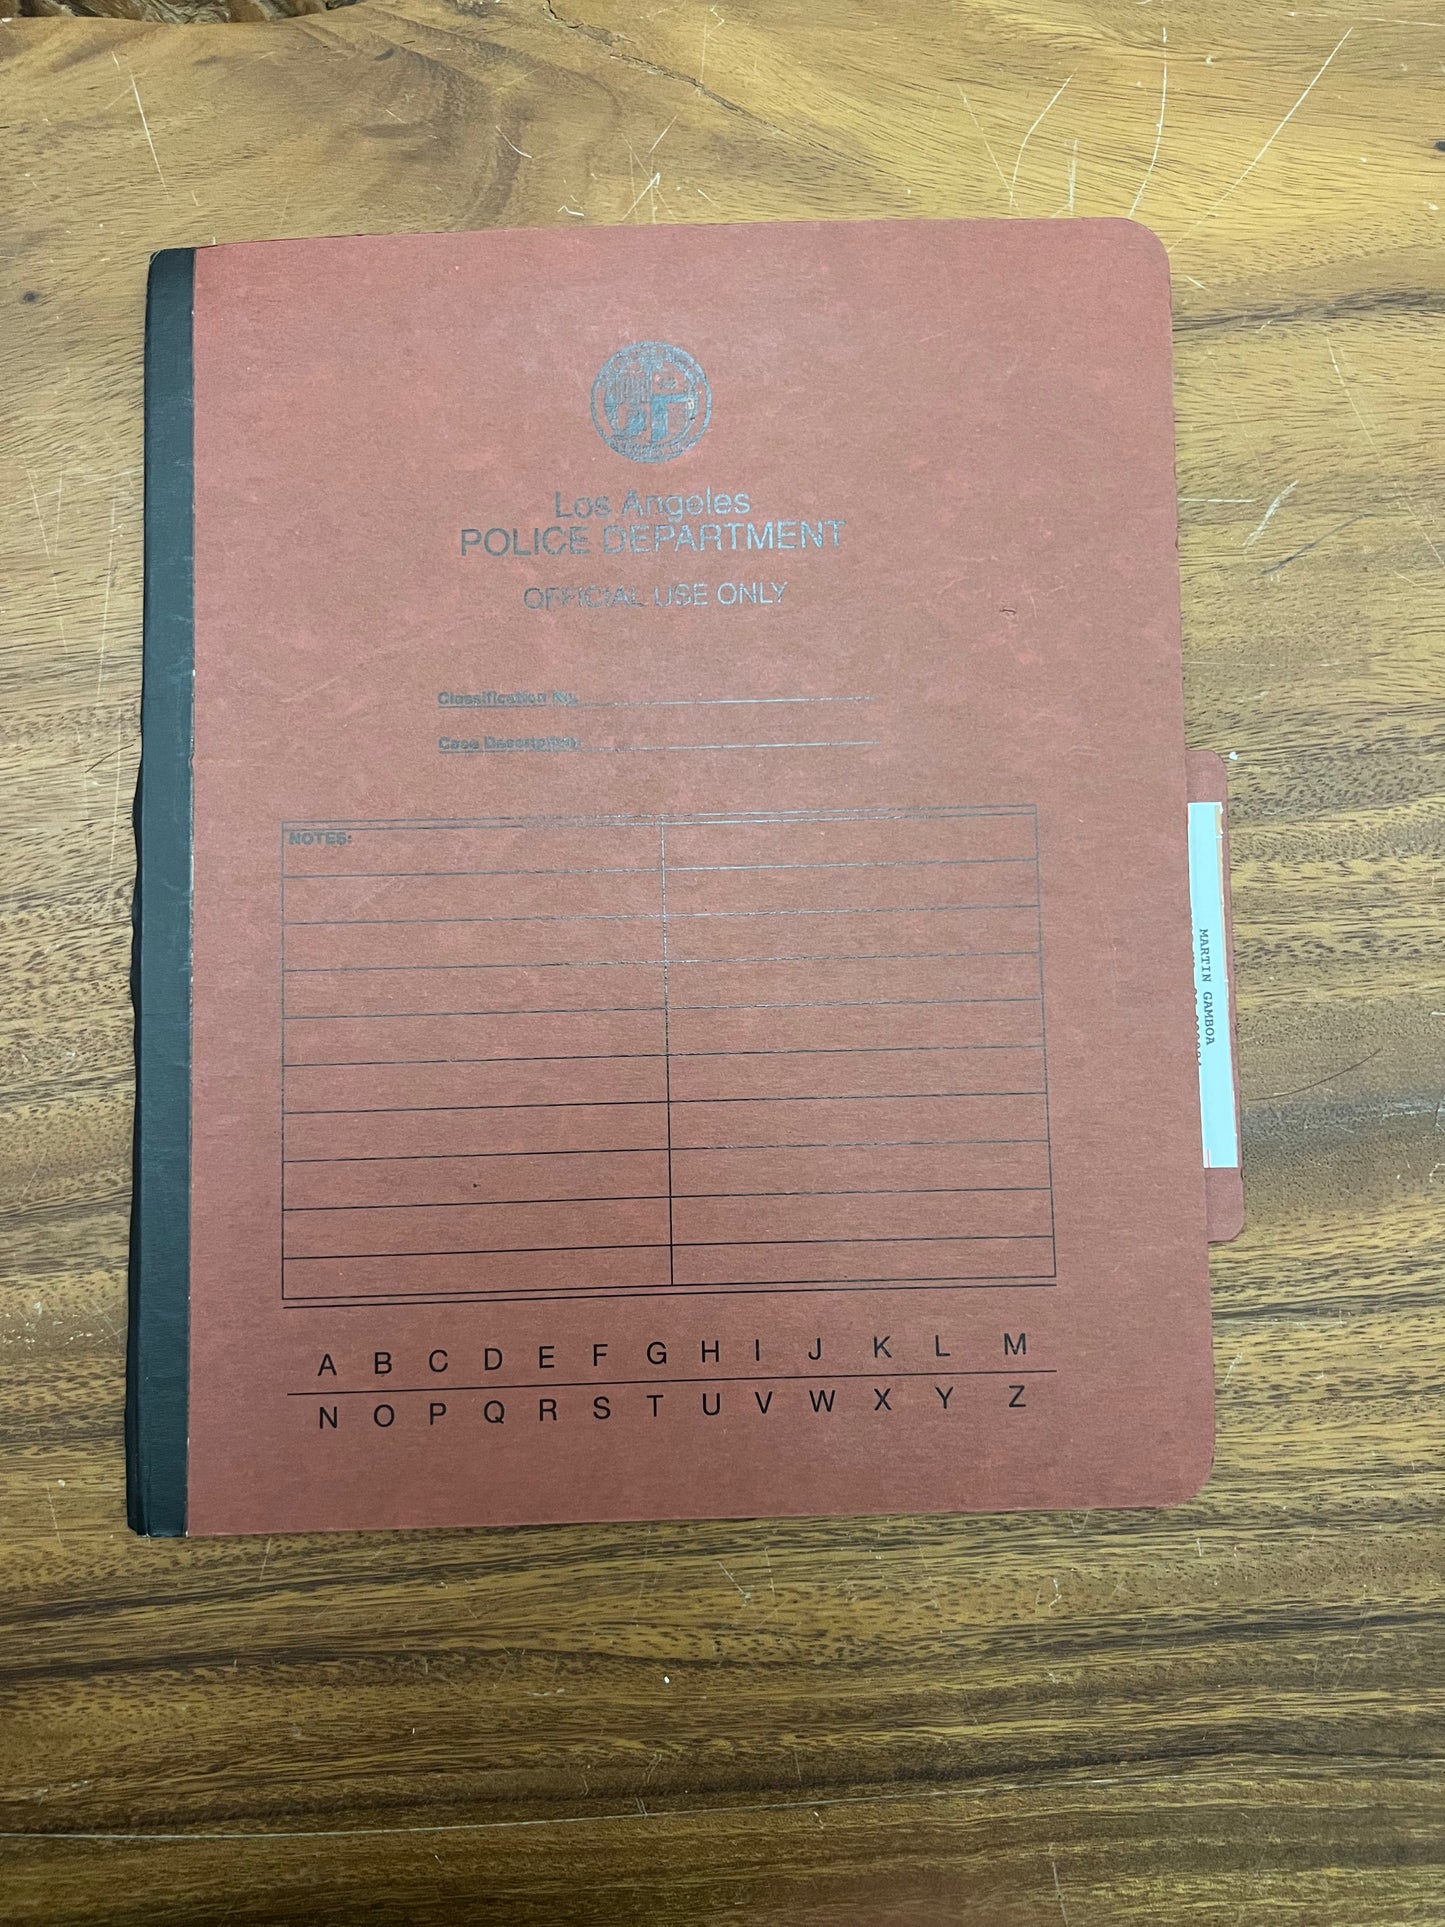 Los Angeles
POLICE DEPARTMENT
OFFICIAL USE ONLY
Classification No.
Case Description:
NOTES:
A B C D E F G H I J K L M
N O P Q R S T U V W X Y Z
MARTIN GAMBOA